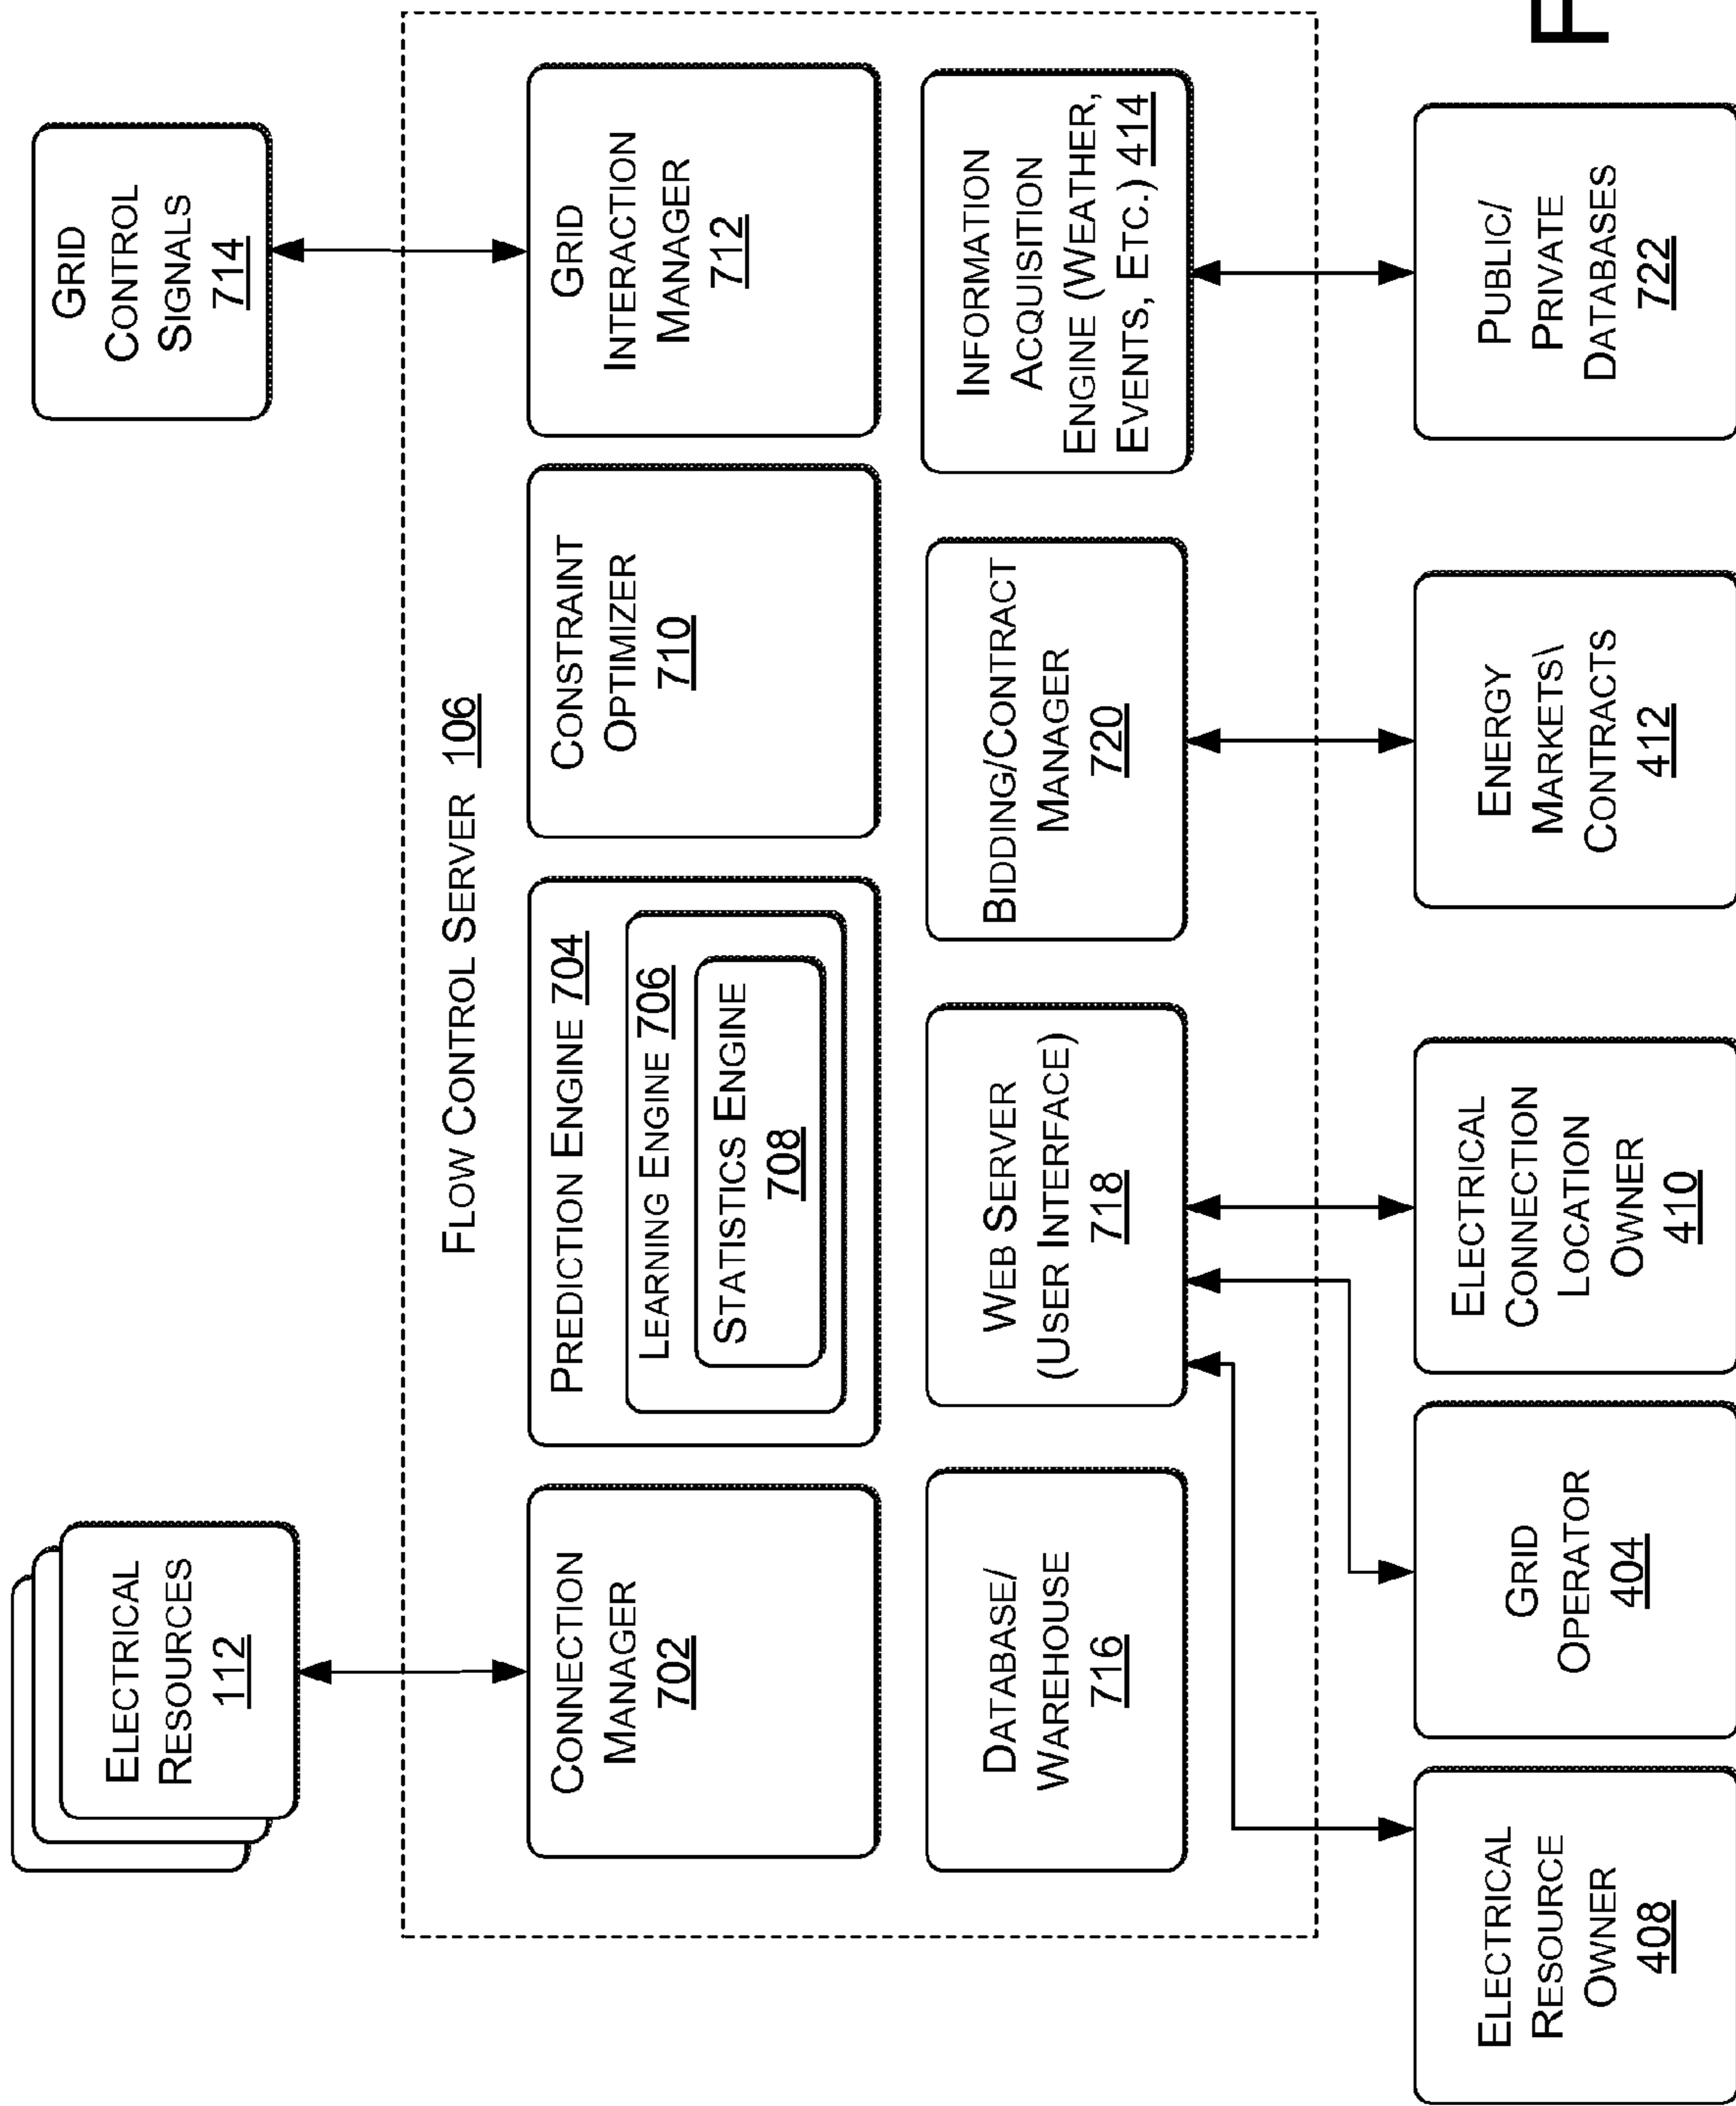 ELECTRICAL
RESOURCES
112
GRID
CONTROL
SIGNALS
714
FLOW CONTROL SERVER 106
CONNECTION
MANAGER
702
PREDICTION ENGINE 704
LEARNING ENGINE 706
STATISTICS ENGINE
708
CONSTRAINT
OPTIMIZER
710
GRID
INTERACTION
MANAGER
712
DATABASE/
WAREHOUSE
716
WEB SERVER
(USER INTERFACE)
718
BIDDING/CONTRACT
MANAGER
720
INFORMATION
ACQUISITION
ENGINE (WEATHER,
EVENTS, ETC.) 414
ELECTRICAL
RESOURCE
OWNER
408
GRID
OPERATOR
404
ELECTRICAL
CONNECTION
LOCATION
OWNER
410
ENERGY
MARKETS\
CONTRACTS
412
PUBLIC/
PRIVATE
DATABASES
722
F